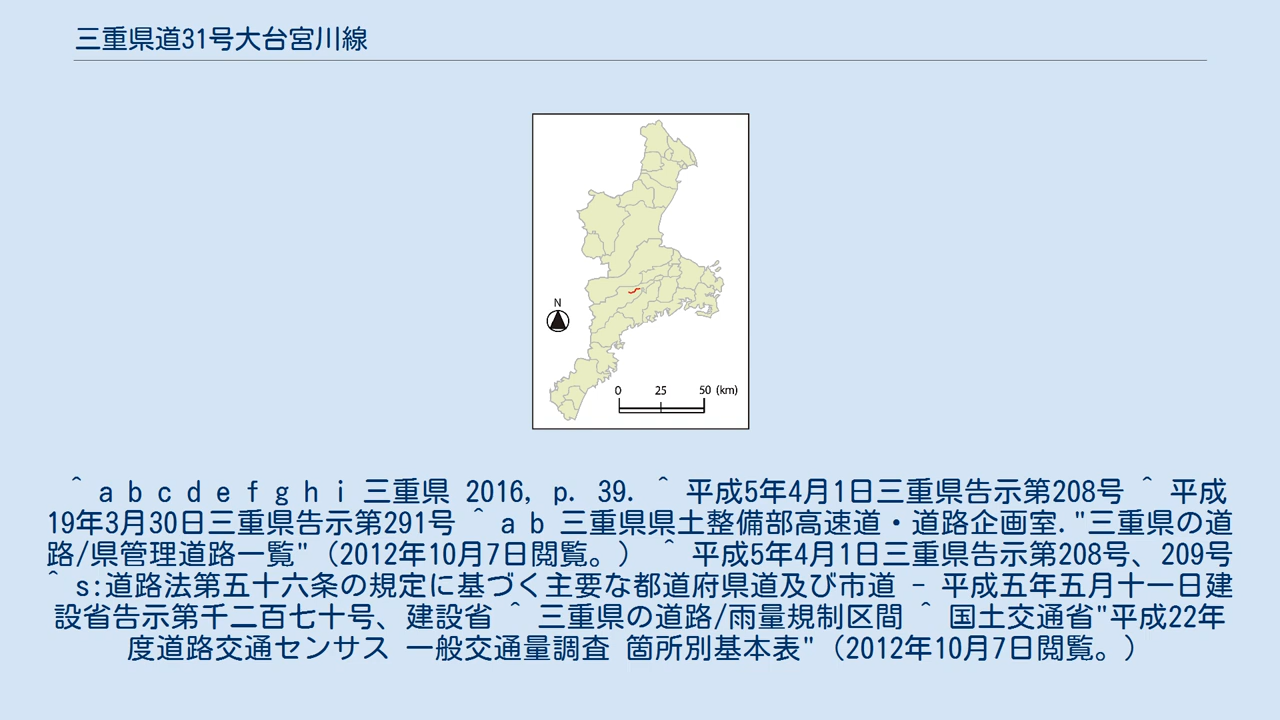 三重県道31号大台宮川線
N
0 25 50 (km)
^ a b c d e f g h i 三重県 2016, p. 39. ^ 平成5年4月1日三重県告示第208号 ^ 平成
19年3月30日三重県告示第291号 ^ a b 三重県県土整備部高速道・道路企画室."三重県の道
路/県管理道路一覧"（2012年10月7日閲覧。） ^ 平成5年4月1日三重県告示第208号、209号
^ s:道路法第五十六条の規定に基づく主要な都道府県道及び市道 - 平成五年五月十一日建
設省告示第千二百七十号、建設省 ^ 三重県の道路/雨量規制区間 ^ 国土交通省"平成22年
度道路交通センサス 一般交通量調査 箇所別基本表"（2012年10月7日閲覧。）